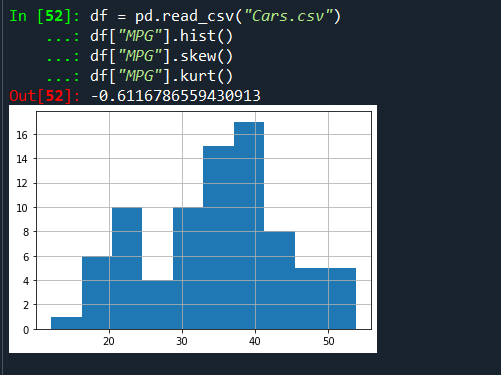 In [52]: df = pd.read_csv("Cars.csv")
...: df["MPG"].hist()
...: df["MPG"].skew()
...: df["MPG"].kurt()
Out[52]: -0.6116786559430913
16
14
12
10
8
6
4
2
0
20 30 40 50